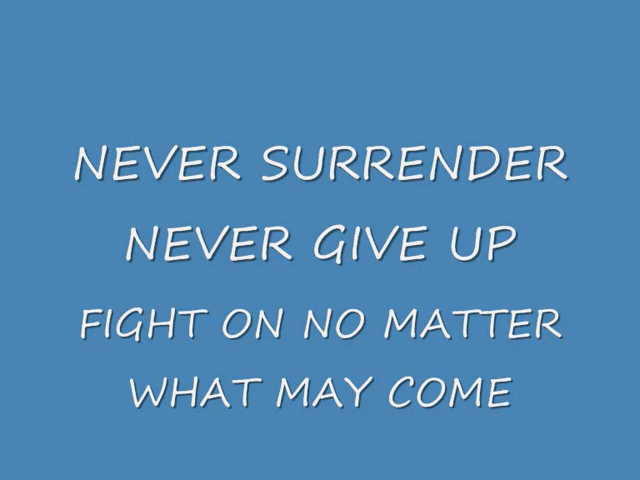 NEVER SURRENDER
NEVER GIVE UP
FIGHT ON NO MATTER
WHAT MAY COME